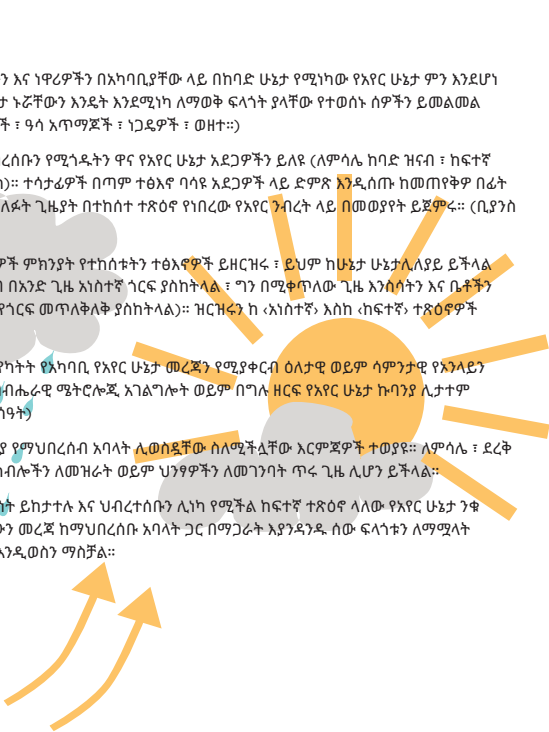 ን እና ነዋሪዎችን በአካባቢያቸው ላይ በከባድ ሁኔታ የሚነካው የአየር ሁኔታ ምን እንደሆነ
ታ ኑሯቸውን እንዴት እንደሚነካ ለማወቅ ፍላጎት ያላቸው የተወሰኑ ሰዎችን ይመልመል
ች ፣ ዓሳ አጥማጆች ፣ ነጋዴዎች ፣ ወዘተ።)
ረሰቡን የሚጎዱትን ዋና የአየር ሁኔታ አደጋዎችን ይለዩ (ለምሳሌ ከባድ ዝናብ ፣ ከፍተኛ
)። ተሳታፊዎች በጣም ተፅእኖ ባሳዩ አደጋዎች ላይ ድምጽ እንዲሰጡ ከመጠየቅዎ በፊት
ለፉት ጊዜያት በተከሰተ ተጽዕኖ የነበረው የአየር ንብረት ላይ በመወያየት ይጀምሩ። (ቢያንስ
ዎች ምክንያት የተከሰቱትን ተፅእኖዎች ይዘርዝሩ ፣ ይህም ከሁኔታ ሁኔታሊለያይ ይችላል
በአንድ ጊዜ አነስተኛ ጎርፍ ያስከትላል ፣ ግን በሚቀጥለው ጊዜ እንስሳትን እና ቤቶችን
የጎርፍ መጥለቅለቅ ያስከትላል)። ዝርዝሩን ከ ‹አነስተኛ› እስከ ‹ከፍተኛ› ተጽዕኖዎች
የካትት የአካባቢ የአየር ሁኔታ መረጃን የሚያቀርብ ዕለታዊ ወይም ሳምንታዊ የኦንላይን
ብሔራዊ ሜትሮሎጂ አገልግሎት ወይም በግሉ ዘርፍ የአየር ሁኔታ ኩባንያ ሊታተም
ሰዓት)
ያ የማህበረሰብ አባላት ሊወስዷቸው ስለሚችሏቸው እርምጃዎች ተወያዩ። ለምሳሌ ፣ ደረቅ
ብሎችን ለመዝራት ወይም ህንፃዎችን ለመገንባት ጥሩ ጊዜ ሊሆን ይችላል።
ት ይከታተሉ እና ህብረተሰቡን ሊነካ የሚችል ከፍተኛ ተጽዕኖ ላለው የአየር ሁኔታ ንቁ
ን መረጃ ከማህበረሰቡ አባላት ጋር በማጋራት እያንዳንዱ ሰው ፍላጎቱን ለማሟላት
እንዲወስን ማስቻል።